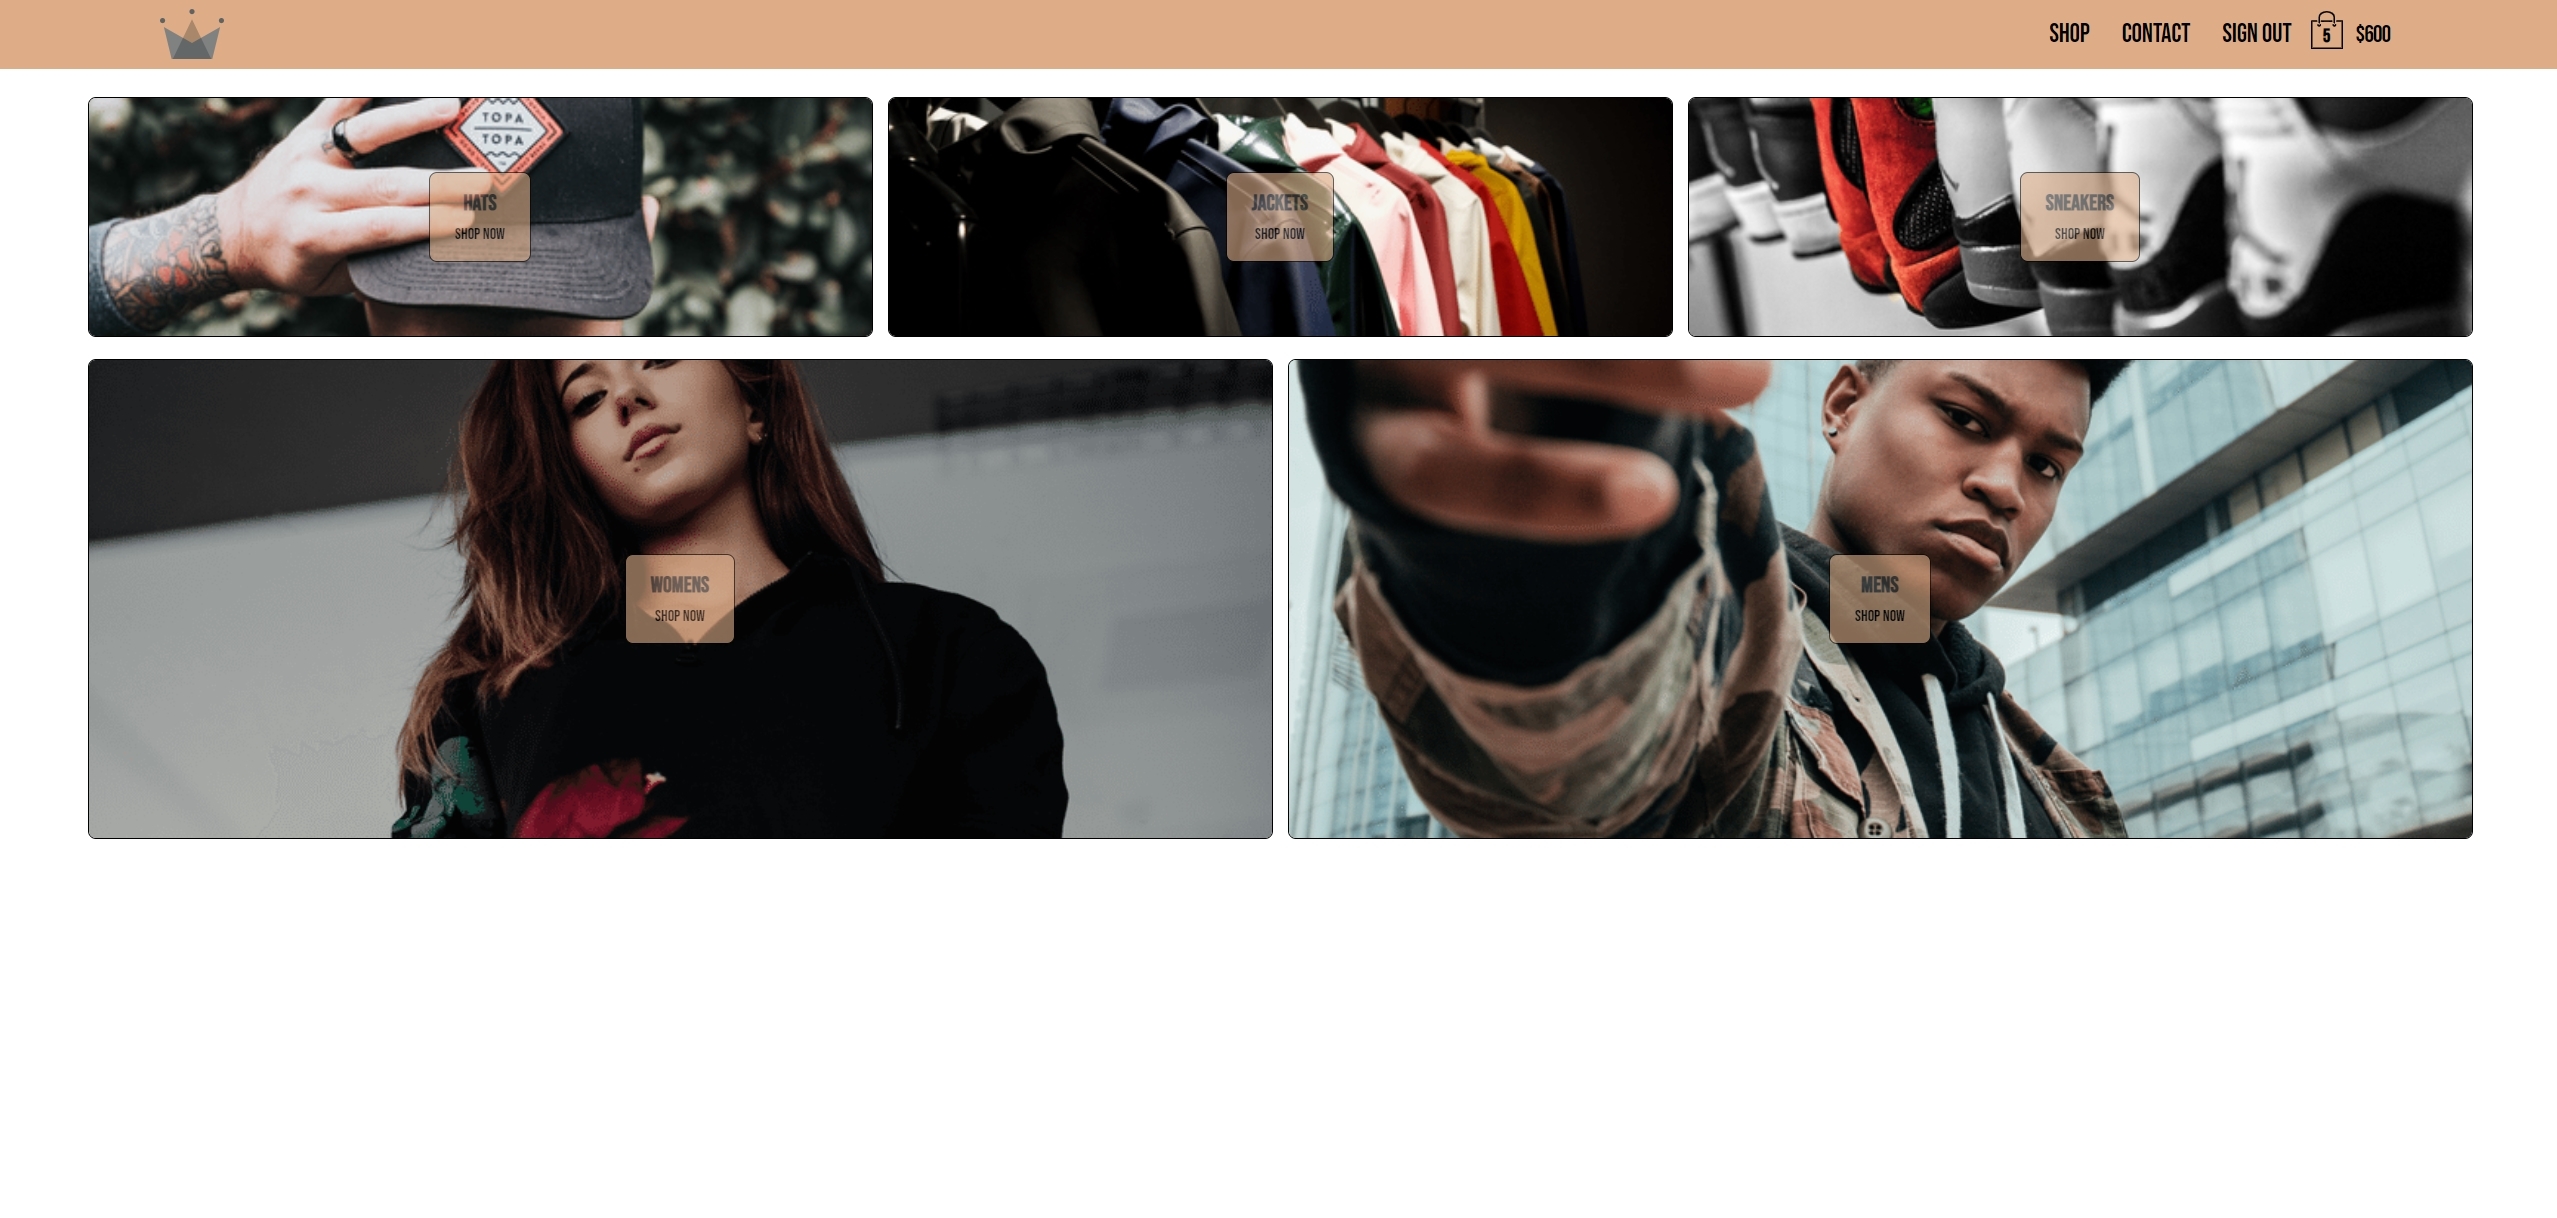 SHOP
CONTACT
SIGN OUT
5
$600
TOPA
TOPA
HATS
SHOP NOW
JACKETS
SHOP NOW
SNEAKERS
SHOP NOW
WOMENS
SHOP NOW
MENS
SHOP NOW